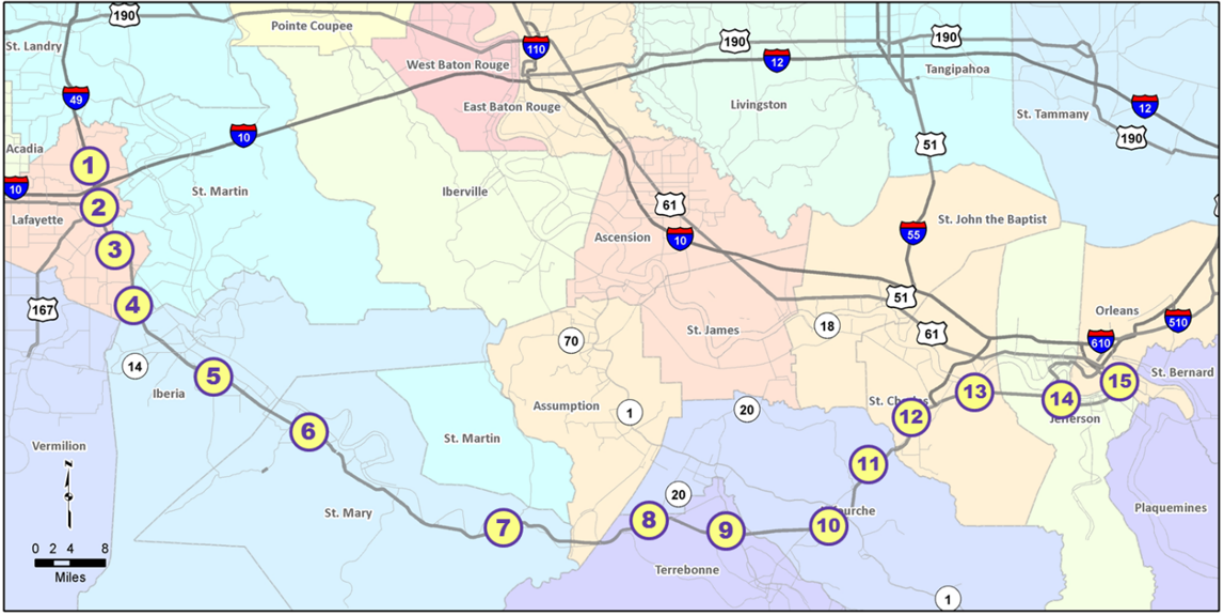 190
Pointe Coupee
St. Landry
110
190
190
West Baton Rouge
12
Tangipahoa
49
East Baton Rouge
Livingston
12
St. Tammany
10
190
Acadia
51
1
10
St. Martin
Iberville
2
61
Lafayette
St. John the Baptist
55
3
Ascension
10
51
4
167
Orleans
510
18
St. James
61
70
610
14
St. Bernard
5
15
Iberia
13
14
Assumption
1
20
St. Ch
12
Jefferson
6
St. Martin
Vermilion
11
N
20
St. Mary
7
8
9
10
fourche
Plaquemines
0 2 4 8
Miles
Terrebonne
1